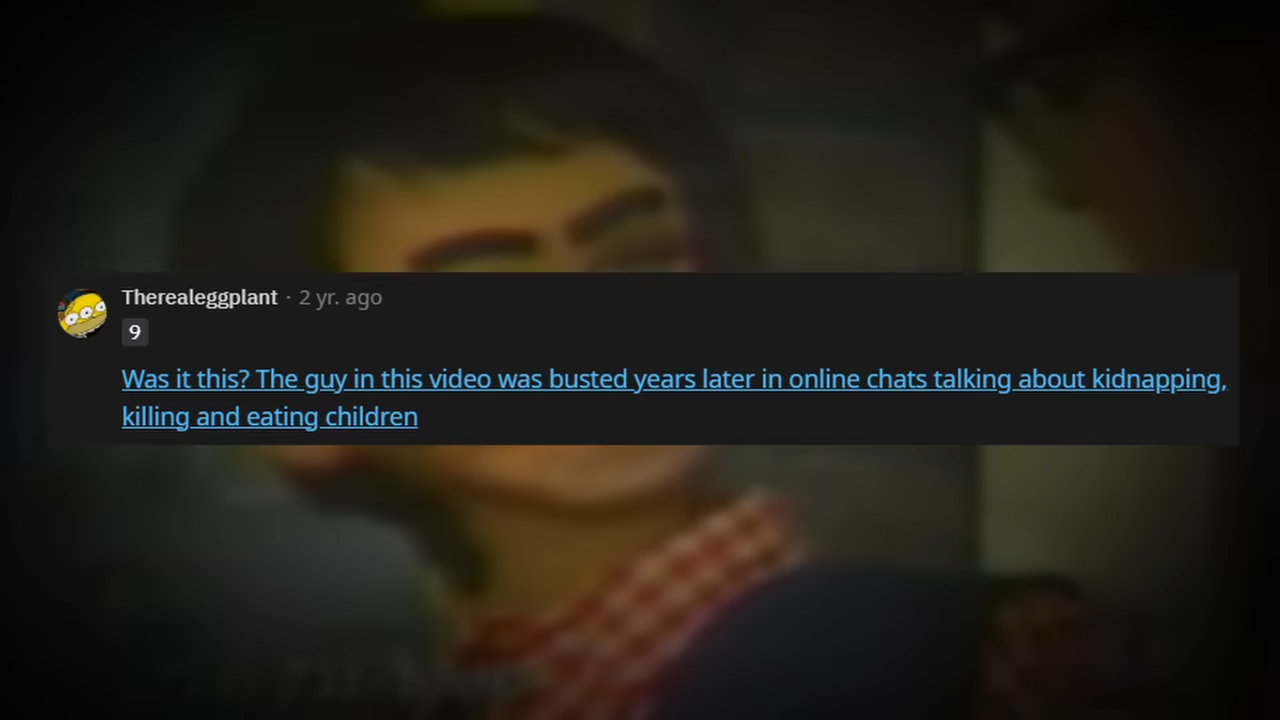 Therealeggplant · 2 yr. ago
9
Was it this? The guy in this video was busted years later in online chats talking about kidnapping,
killing and eating children